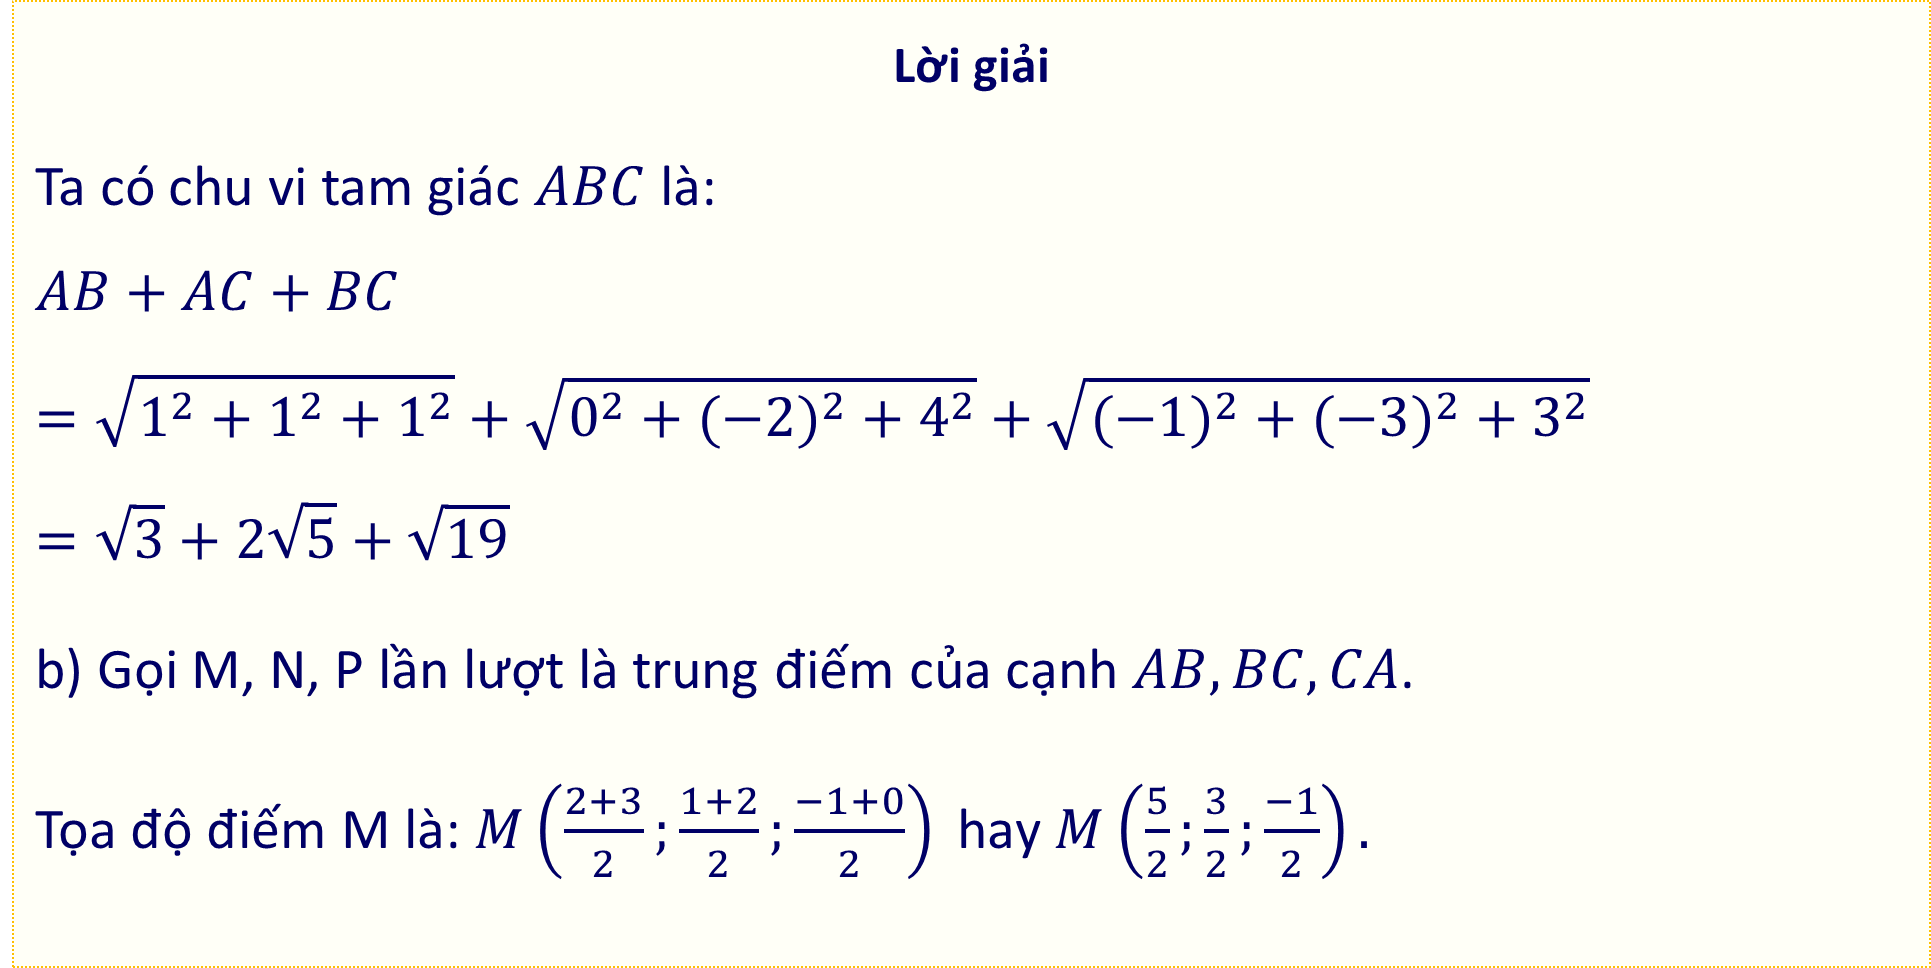 Lời giải
Ta có chu vi tam giác ABC là:
AB + AC + BC
= √(1² + 1² + 1²) + √(0² + (−2)² + 4²) + √((−1)² + (−3)² + 3²)
= √3 + 2√5 + √19
b) Gọi M, N, P lần lượt là trung điếm của cạnh AB, BC, CA.
Tọa độ điếm M là: M ((2+3)/2 ; (1+2)/2 ; (−1+0)/2) hay M (5/2 ; 3/2 ; (−1)/2) .